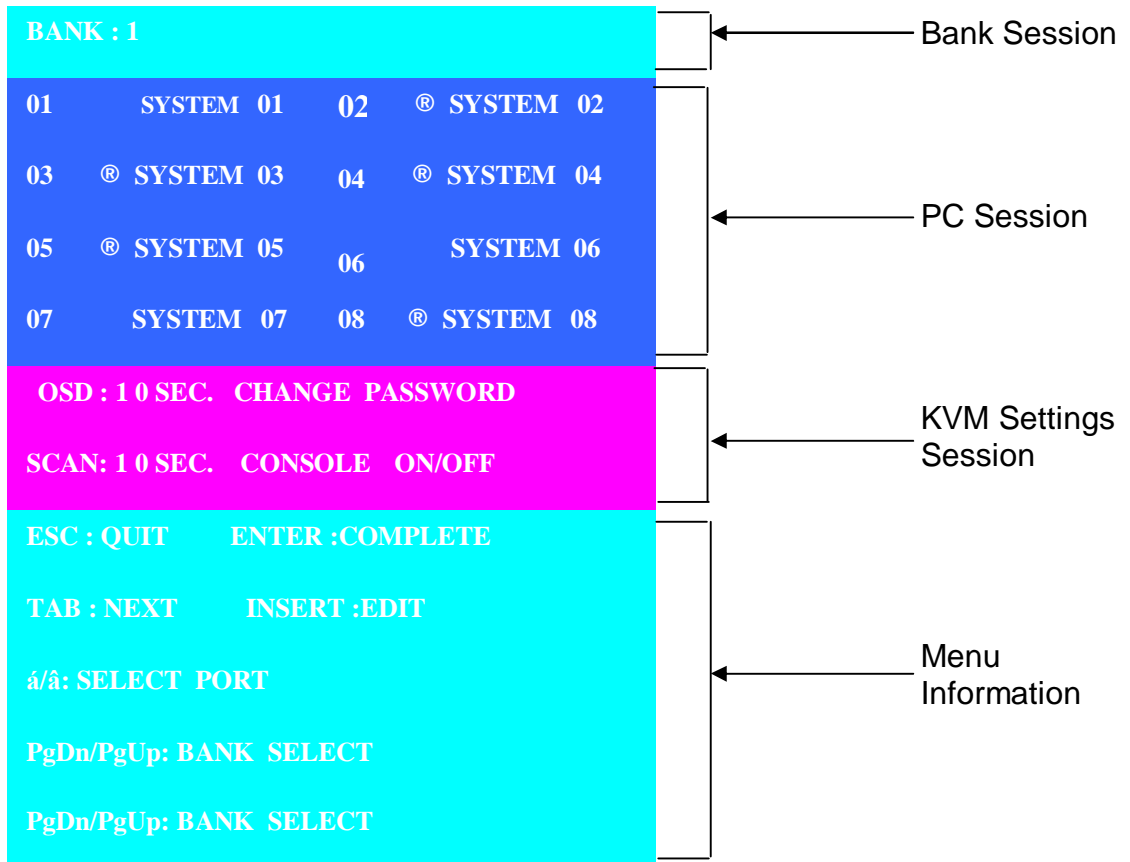 BANK : 1
Bank Session
01 SYSTEM 01 02 ® SYSTEM 02
03 ® SYSTEM 03 04 ® SYSTEM 04
PC Session
05 ® SYSTEM 05 06 SYSTEM 06
07 SYSTEM 07 08 ® SYSTEM 08
OSD : 1 0 SEC. CHANGE PASSWORD
KVM Settings
Session
SCAN: 1 0 SEC. CONSOLE ON/OFF
ESC : QUIT ENTER :COMPLETE
TAB : NEXT INSERT :EDIT
á/â: SELECT PORT
Menu
Information
PgDn/PgUp: BANK SELECT
PgDn/PgUp: BANK SELECT